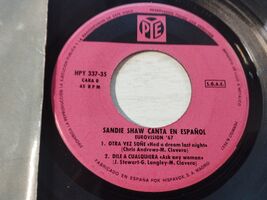 PYE
HPY 337-35
CARA B
45 RPM
S.G.A.E.
SANDIE SHAW CANTA EN ESPAÑOL
EUROVISION '67
1. OTRA VEZ SOÑE «Had a dream last night»
(Chris Andrews-M. Clavero)
2. DILE A CUALQUIERA «Ask any woman»
(J. Stewart-G. Langley-M. Clavero)
FABRICADO EN ESPAÑA POR HISPAVOX, S. A. MADRID